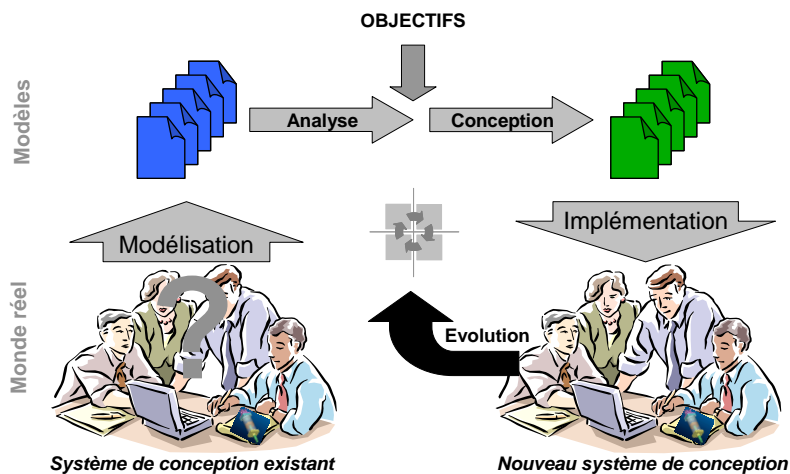 OBJECTIFS
Modèles
Analyse
Conception
Modélisation
Implémentation
Monde réel
?
Evolution
Système de conception existant
Nouveau système de conception